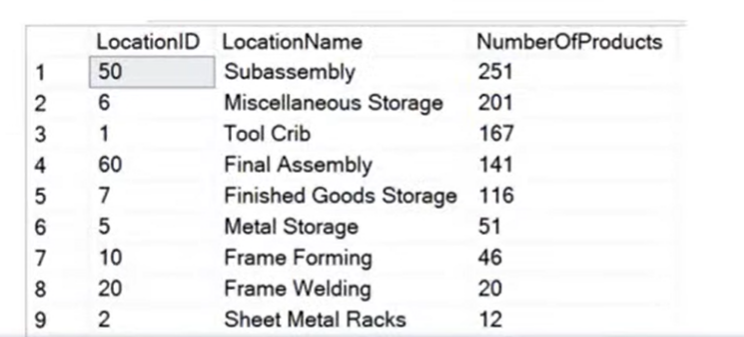 LocationID LocationName NumberOfProducts
1 50 Subassembly 251
2 6 Miscellaneous Storage 201
3 1 Tool Crib 167
4 60 Final Assembly 141
5 7 Finished Goods Storage 116
6 5 Metal Storage 51
7 10 Frame Forming 46
8 20 Frame Welding 20
9 2 Sheet Metal Racks 12